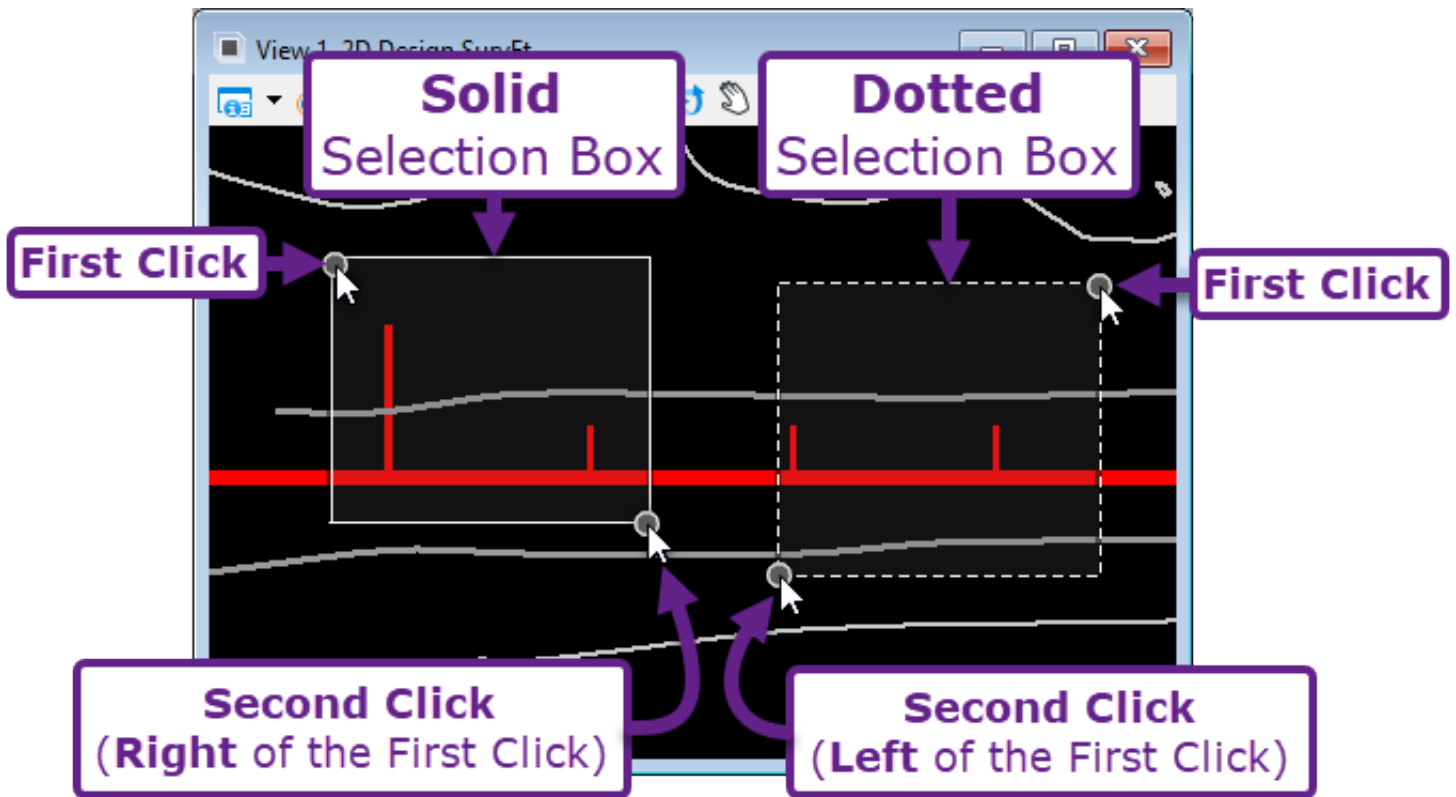 View 1, 2D Design
Solid
Selection Box
Dotted
Selection Box
First Click
First Click
Second Click
(Right of the First Click)
Second Click
(Left of the First Click)